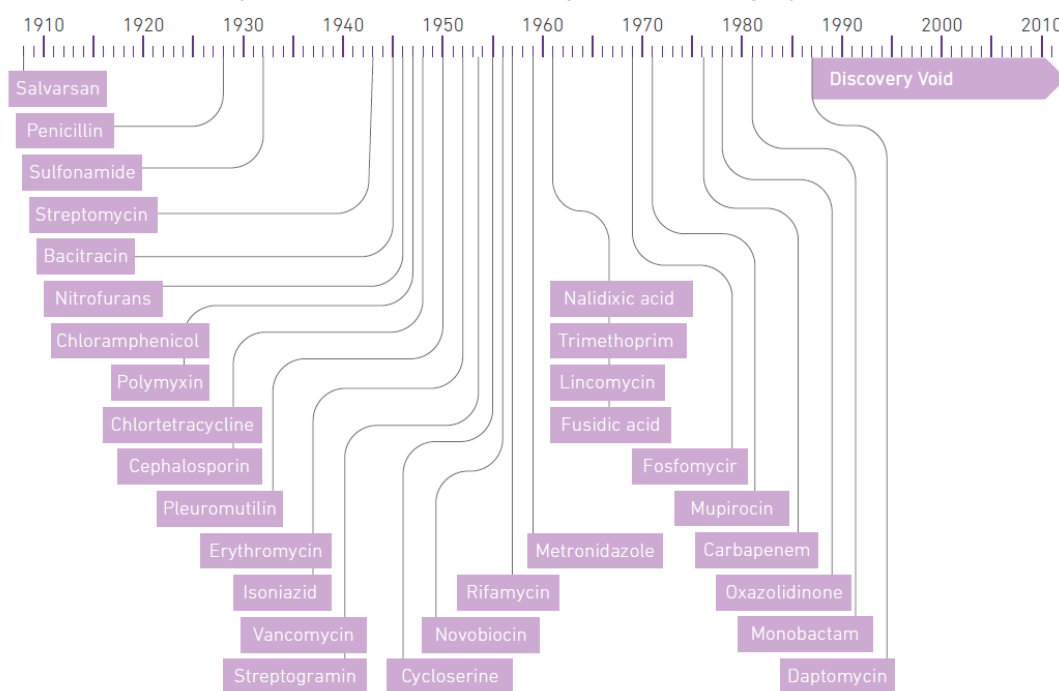 1910 1920 1930 1940 1950 1960 1970 1980 1990 2000 2010
Salvarsan
Discovery Void
Penicillin
Sulfonamide
Streptomycin
Bacitracin
Nitrofurans
Nalidixic acid
Chloramphenicol
Trimethoprim
Polymyxin
Lincomycin
Chlortetracycline
Fusidic acid
Cephalosporin
Fosfomycir
Pleuromutilin
Mupirocin
Erythromycin
Metronidazole
Carbapenem
Isoniazid
Rifamycin
Oxazolidinone
Vancomycin
Novobiocin
Monobactam
Streptogramin
Cycloserine
Daptomycin